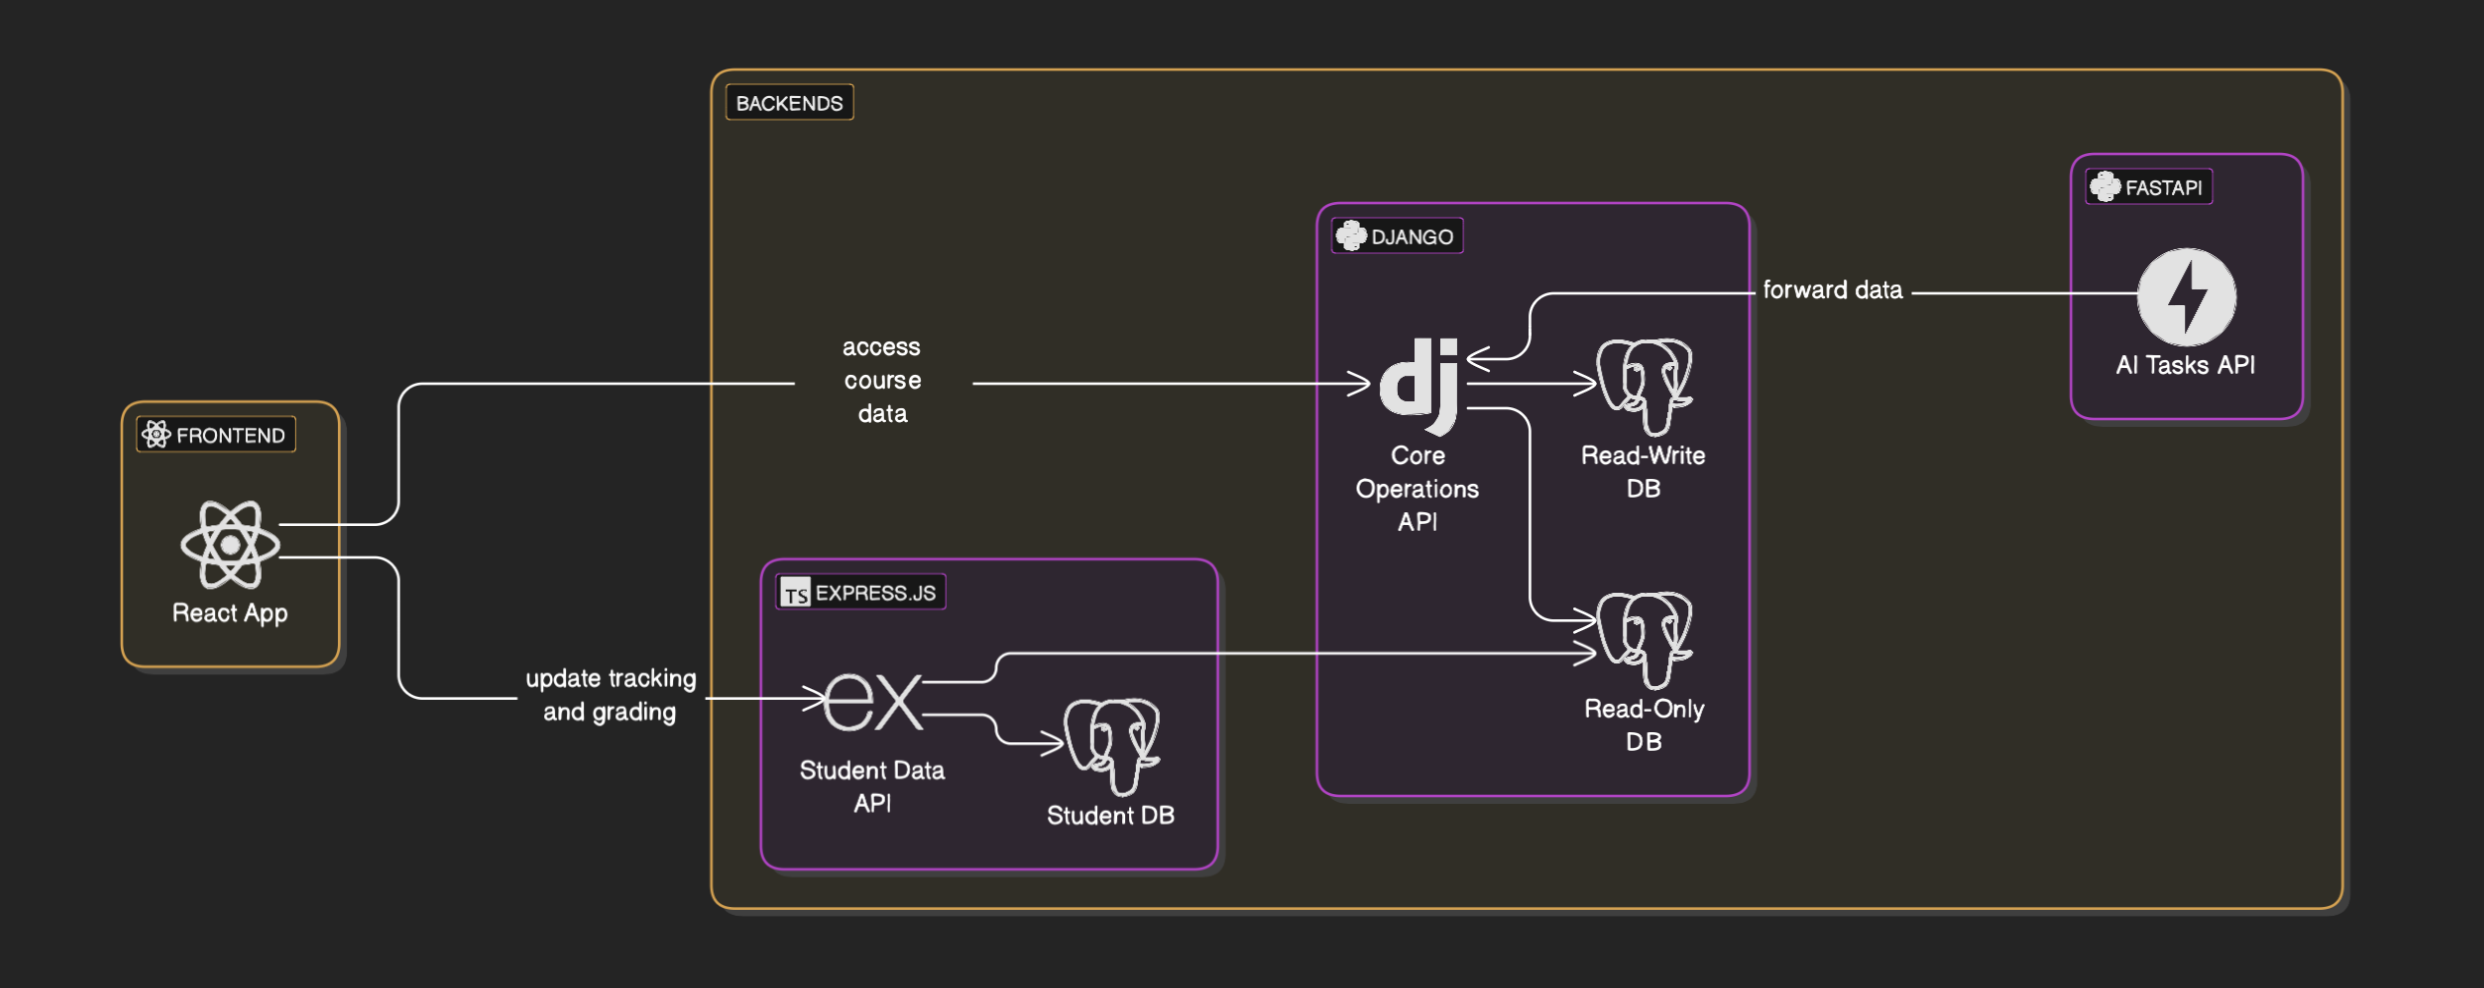 BACKENDS
FASTAPI
AI Tasks API
DJANGO
forward data
dj
Core
Operations
API
Read-Write
DB
access
course
data
FRONTEND
React App
TS EXPRESS.JS
update tracking
and grading
ex
Student Data
API
Student DB
Read-Only
DB